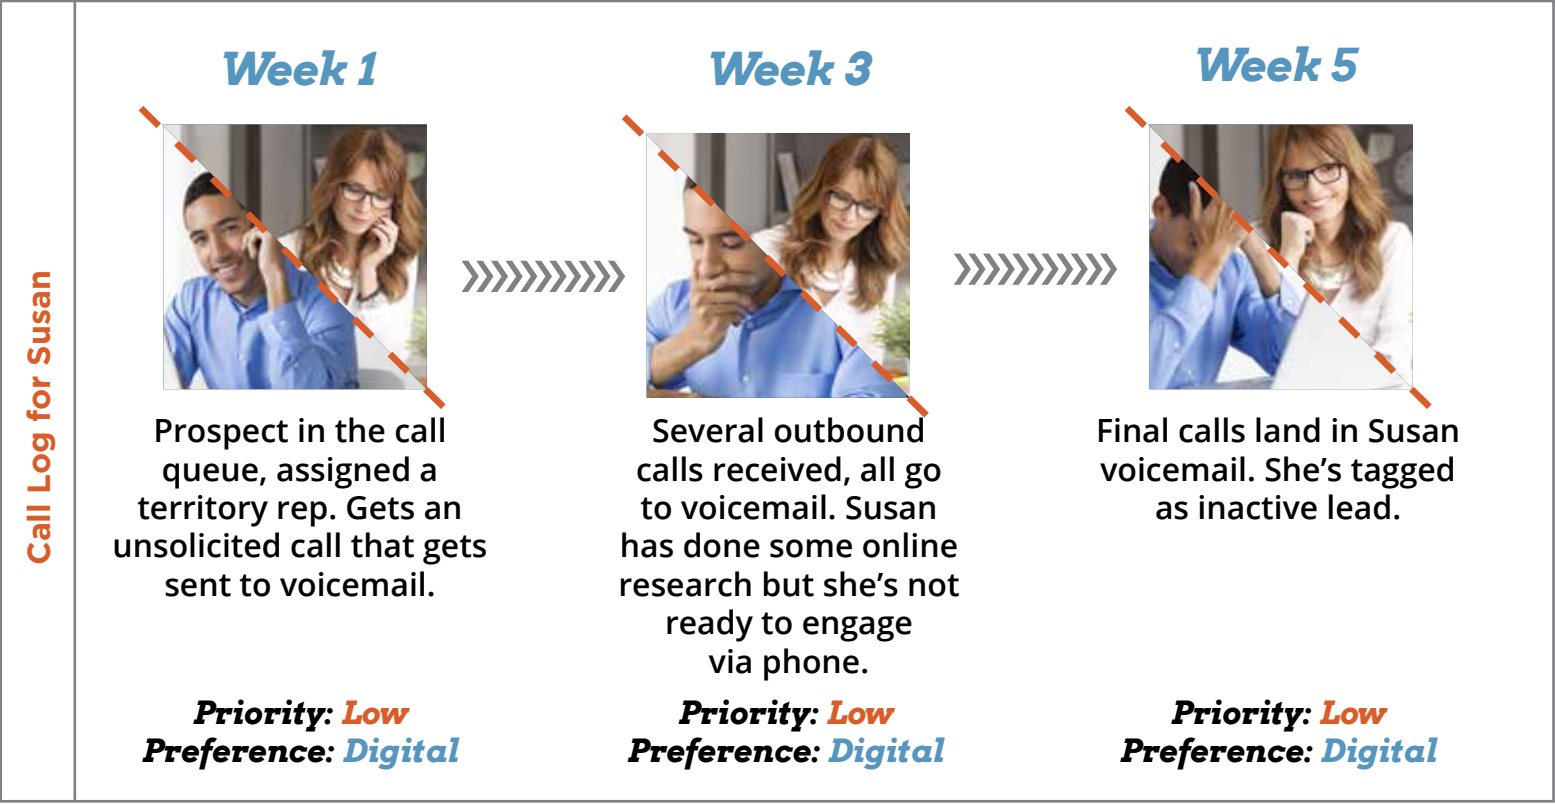 Call Log for Susan
Week 1
Prospect in the call
queue, assigned a
territory rep. Gets an
unsolicited call that gets
sent to voicemail.
Priority: Low
Preference: Digital
Week 3
Several outbound
calls received, all go
to voicemail. Susan
has done some online
research but she’s not
ready to engage
via phone.
Priority: Low
Preference: Digital
Week 5
Final calls land in Susan
voicemail. She’s tagged
as inactive lead.
Priority: Low
Preference: Digital